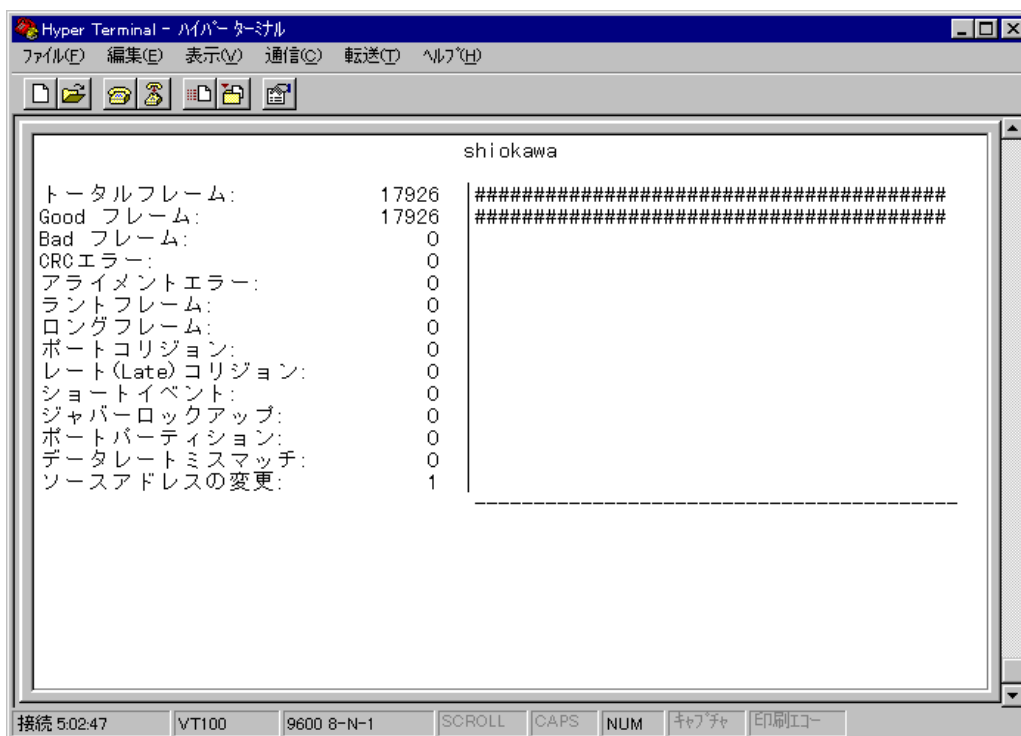 Hyper Terminal - ﾊｲﾊﾟｰ ﾀｰﾐﾅﾙ
ﾌｧｲﾙ(F) 編集(E) 表示(V) 通信(C) 転送(T) ﾍﾙﾌﾟ(H)
shiokawa
トータルフレーム: 17926 ########################################
Good フレーム: 17926 ########################################
Bad フレーム: 0
CRCエラー: 0
アライメントエラー: 0
ラントフレーム: 0
ロングフレーム: 0
ポートコリジョン: 0
レート(Late)コリジョン: 0
ショートイベント: 0
ジャバーロックアップ: 0
ポートパーティション: 0
データレートミスマッチ: 0
ソースアドレスの変更: 1
接続 5:02:47 VT100 9600 8-N-1 SCROLL CAPS NUM ｷｬﾌﾟﾁｬ 印刷ｴｺｰ